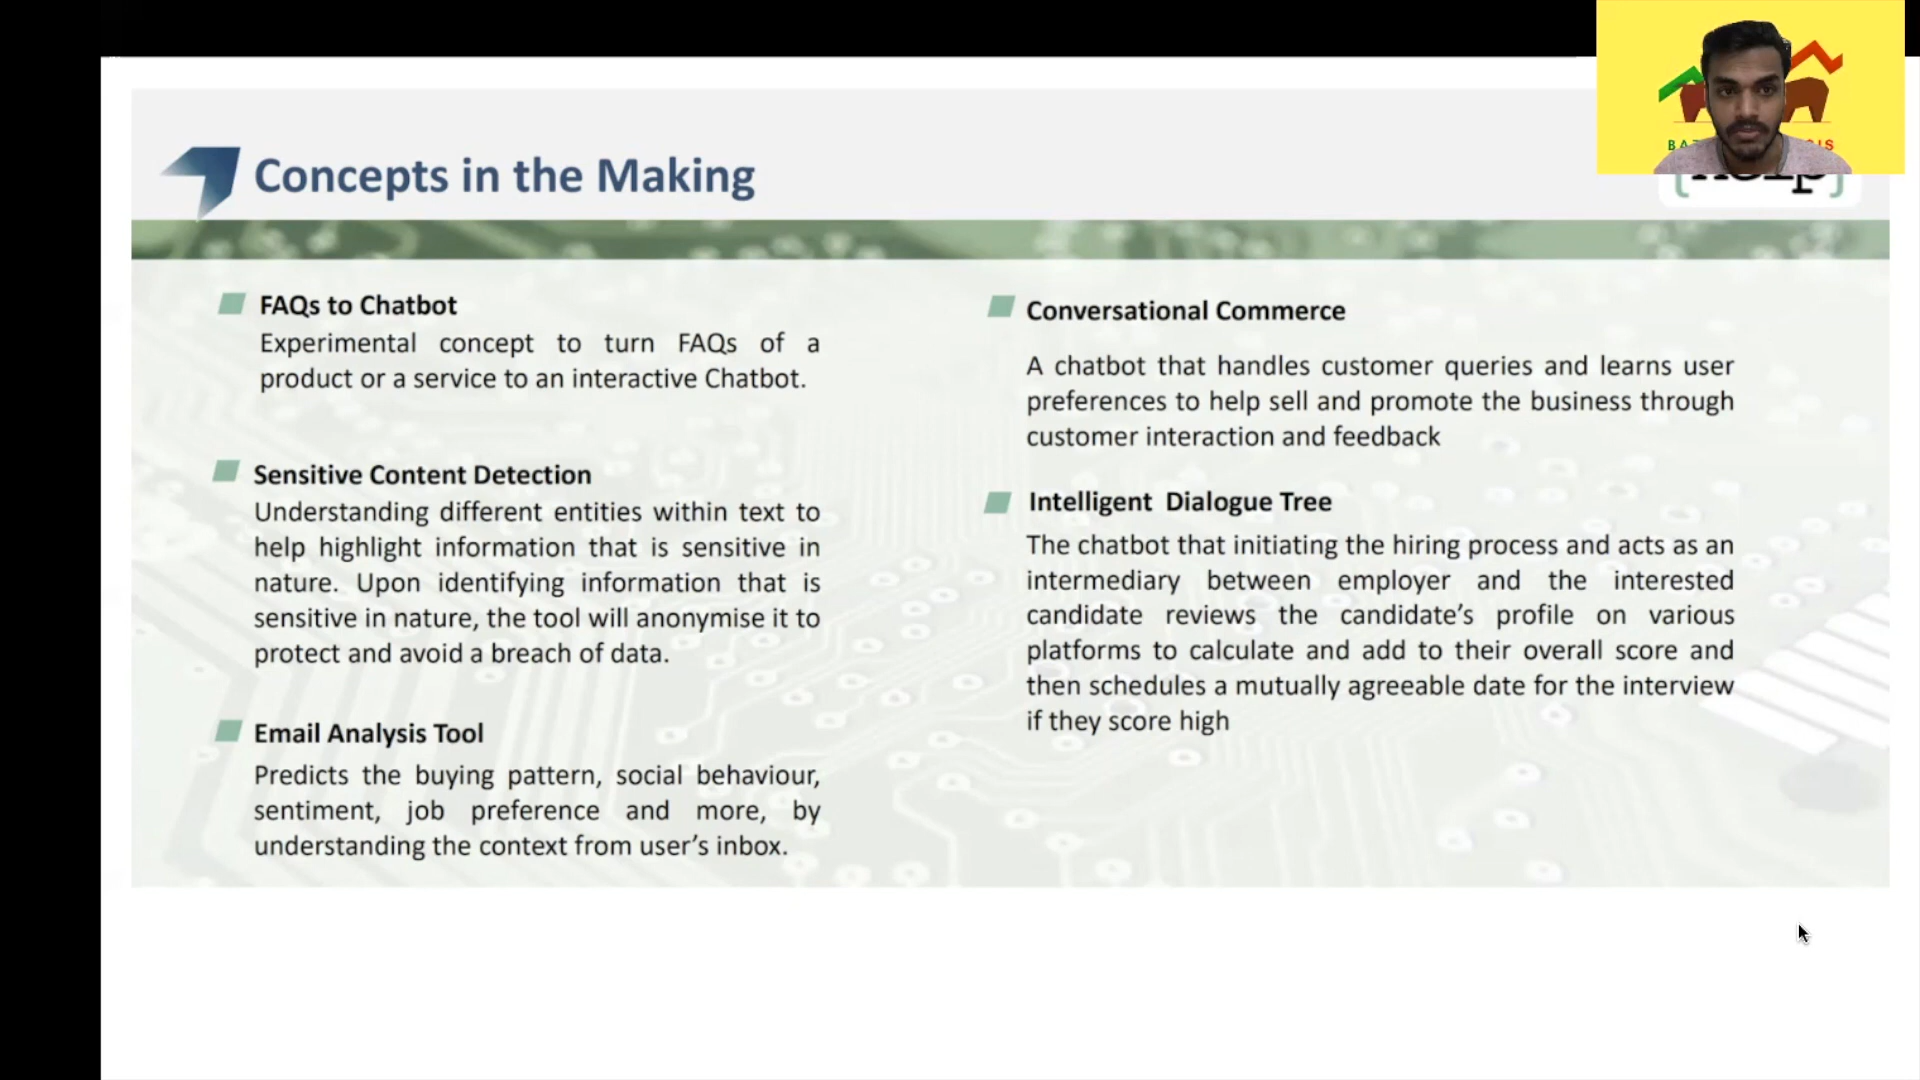 Concepts in the Making
FAQs to Chatbot
Experimental concept to turn FAQs of a
product or a service to an interactive Chatbot.
Sensitive Content Detection
Understanding different entities within text to
help highlight information that is sensitive in
nature. Upon identifying information that is
sensitive in nature, the tool will anonymise it to
protect and avoid a breach of data.
Email Analysis Tool
Predicts the buying pattern, social behaviour,
sentiment, job preference and more, by
understanding the context from user's inbox.
Conversational Commerce
A chatbot that handles customer queries and learns user
preferences to help sell and promote the business through
customer interaction and feedback
Intelligent Dialogue Tree
The chatbot that initiating the hiring process and acts as an
intermediary between employer and the interested
candidate reviews the candidate's profile on various
platforms to calculate and add to their overall score and
then schedules a mutually agreeable date for the interview
if they score high